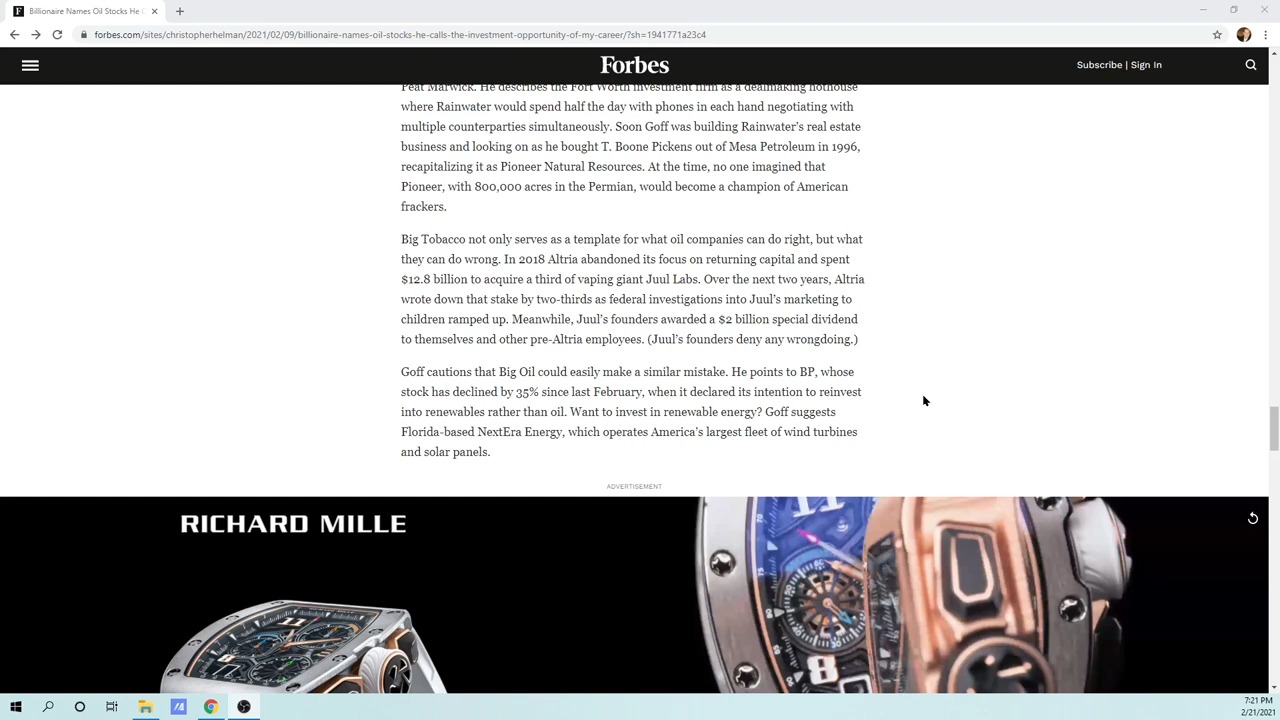 Billionaire Names Oil Stocks He C
forbes.com/sites/christopherhelman/2021/02/09/billionaire-names-oil-stocks-he-calls-the-investment-opportunity-of-my-career/?sh=1941771a23c4
Forbes
Subscribe | Sign In
Peat Marwick. He describes the Fort Worth investment firm as a dealmaking hothouse
where Rainwater would spend half the day with phones in each hand negotiating with
multiple counterparties simultaneously. Soon Goff was building Rainwater's real estate
business and looking on as he bought T. Boone Pickens out of Mesa Petroleum in 1996,
recapitalizing it as Pioneer Natural Resources. At the time, no one imagined that
Pioneer, with 800,000 acres in the Permian, would become a champion of American
frackers.
Big Tobacco not only serves as a template for what oil companies can do right, but what
they can do wrong. In 2018 Altria abandoned its focus on returning capital and spent
$12.8 billion to acquire a third of vaping giant Juul Labs. Over the next two years, Altria
wrote down that stake by two-thirds as federal investigations into Juul's marketing to
children ramped up. Meanwhile, Juul's founders awarded a $2 billion special dividend
to themselves and other pre-Altria employees. (Juul's founders deny any wrongdoing.)
Goff cautions that Big Oil could easily make a similar mistake. He points to BP, whose
stock has declined by 35% since last February, when it declared its intention to reinvest
into renewables rather than oil. Want to invest in renewable energy? Goff suggests
Florida-based NextEra Energy, which operates America's largest fleet of wind turbines
and solar panels.
ADVERTISEMENT
RICHARD MILLE
11
8
7:21 PM
2/21/2021